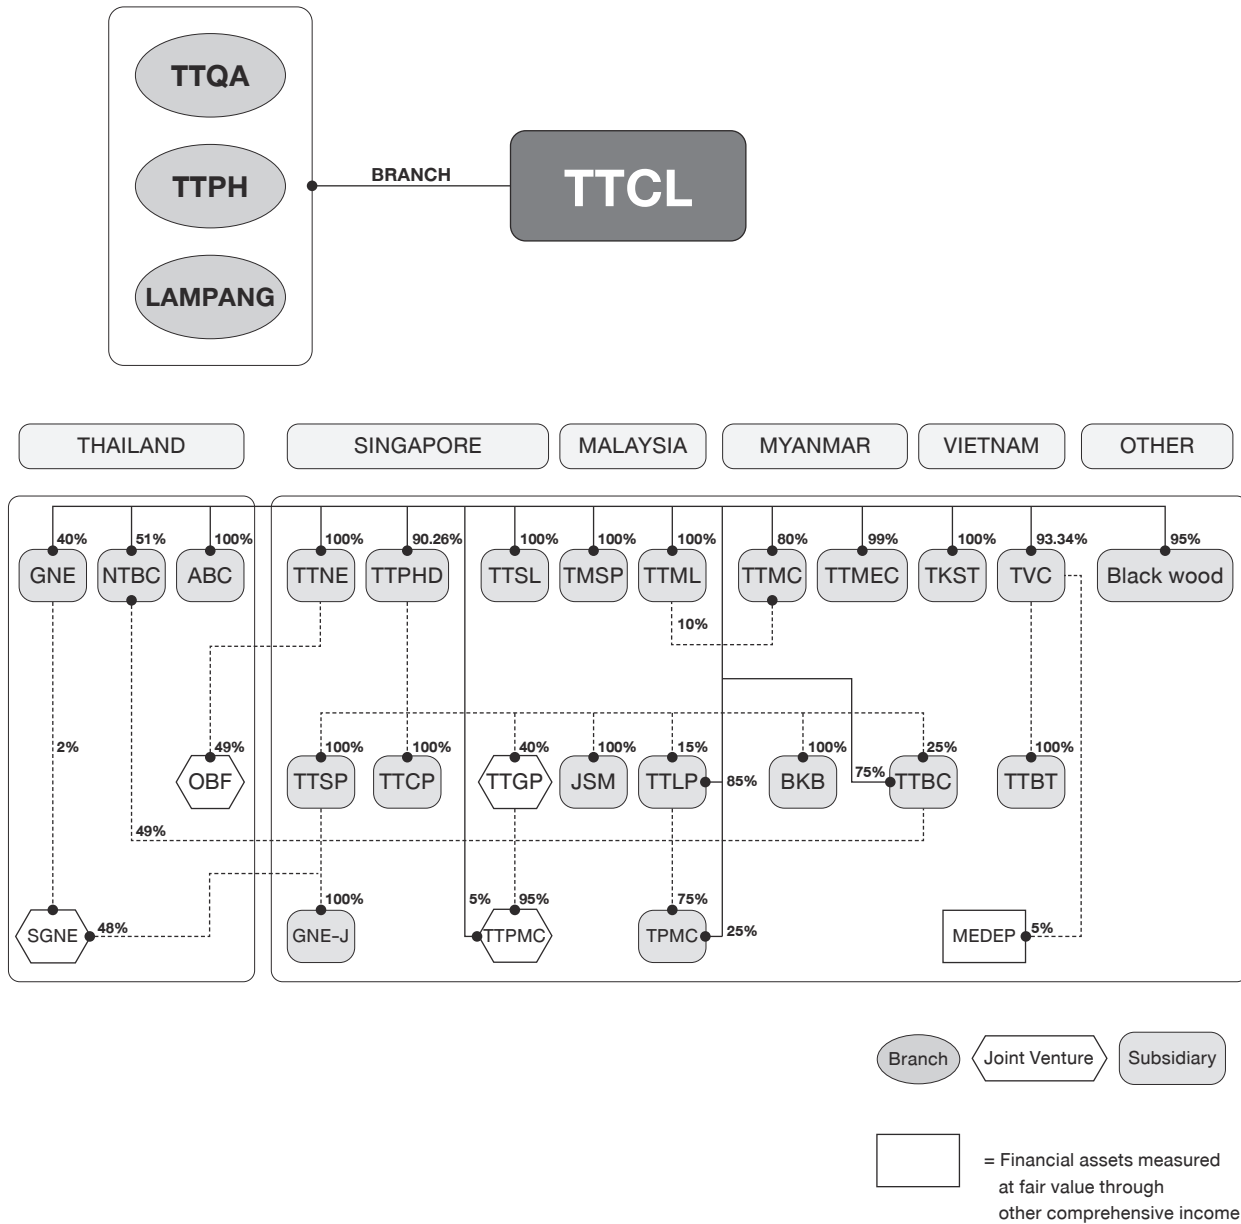 TTQA
TTPH
LAMPANG
BRANCH
TTCL
THAILAND
SINGAPORE
MALAYSIA
MYANMAR
VIETNAM
OTHER
40%
51%
100%
100%
90.26%
100%
100%
100%
80%
99%
100%
93.34%
95%
GNE
NTBC
ABC
TTNE
TTPHD
TTSL
TMSP
TTML
TTMC
TTMEC
TKST
TVC
Black wood
10%
2%
49%
100%
100%
40%
100%
15%
100%
25%
100%
OBF
TTSP
TTCP
TTGP
JSM
TTLP
85%
BKB
75%
TTBC
TTBT
49%
100%
5%
95%
75%
SGNE
48%
GNE-J
TTPMC
TPMC
25%
MEDEP
5%
Branch
Joint Venture
Subsidiary
= Financial assets measured
at fair value through
other comprehensive income